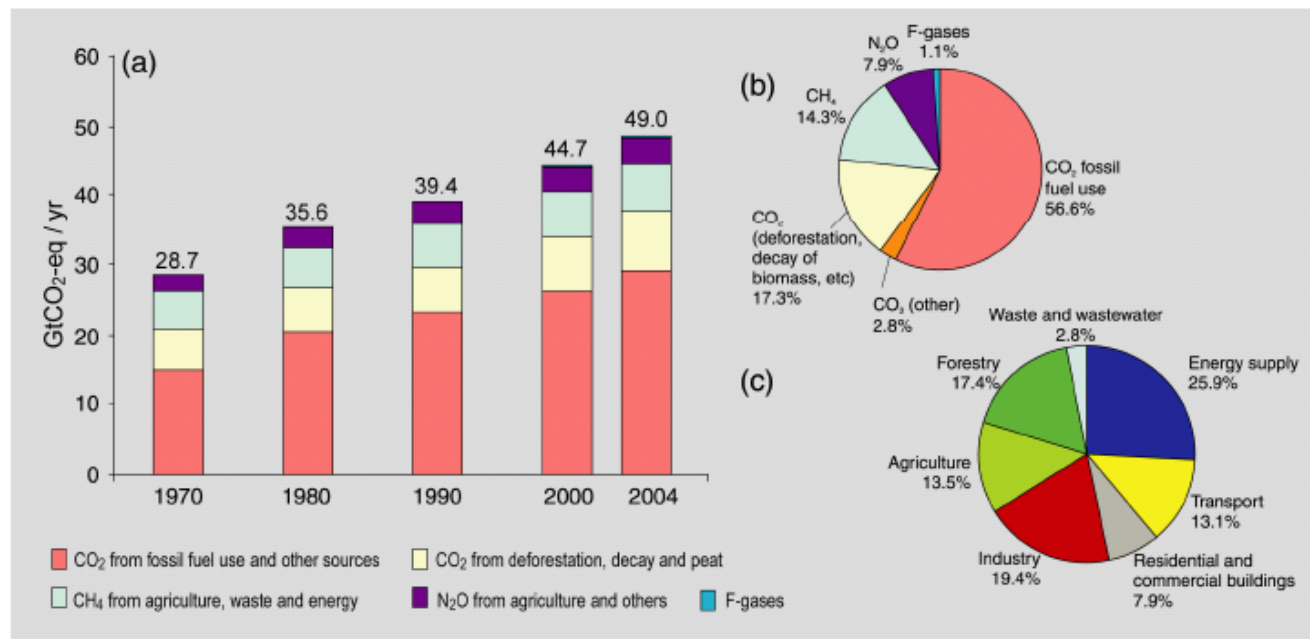 (a)
60
50
40
30
20
10
0
GtCO₂-eq / yr
28.7
35.6
39.4
44.7
49.0
1970
1980
1990
2000
2004
CO₂ from fossil fuel use and other sources
CO₂ from deforestation, decay and peat
CH₄ from agriculture, waste and energy
N₂O from agriculture and others
F-gases
(b)
F-gases
1.1%
N₂O
7.9%
CH₄
14.3%
CO₂ fossil
fuel use
56.6%
CO₂
(deforestation,
decay of
biomass, etc)
17.3%
CO₂ (other)
2.8%
(c)
Waste and wastewater
2.8%
Forestry
17.4%
Energy supply
25.9%
Agriculture
13.5%
Transport
13.1%
Industry
19.4%
Residential and
commercial buildings
7.9%